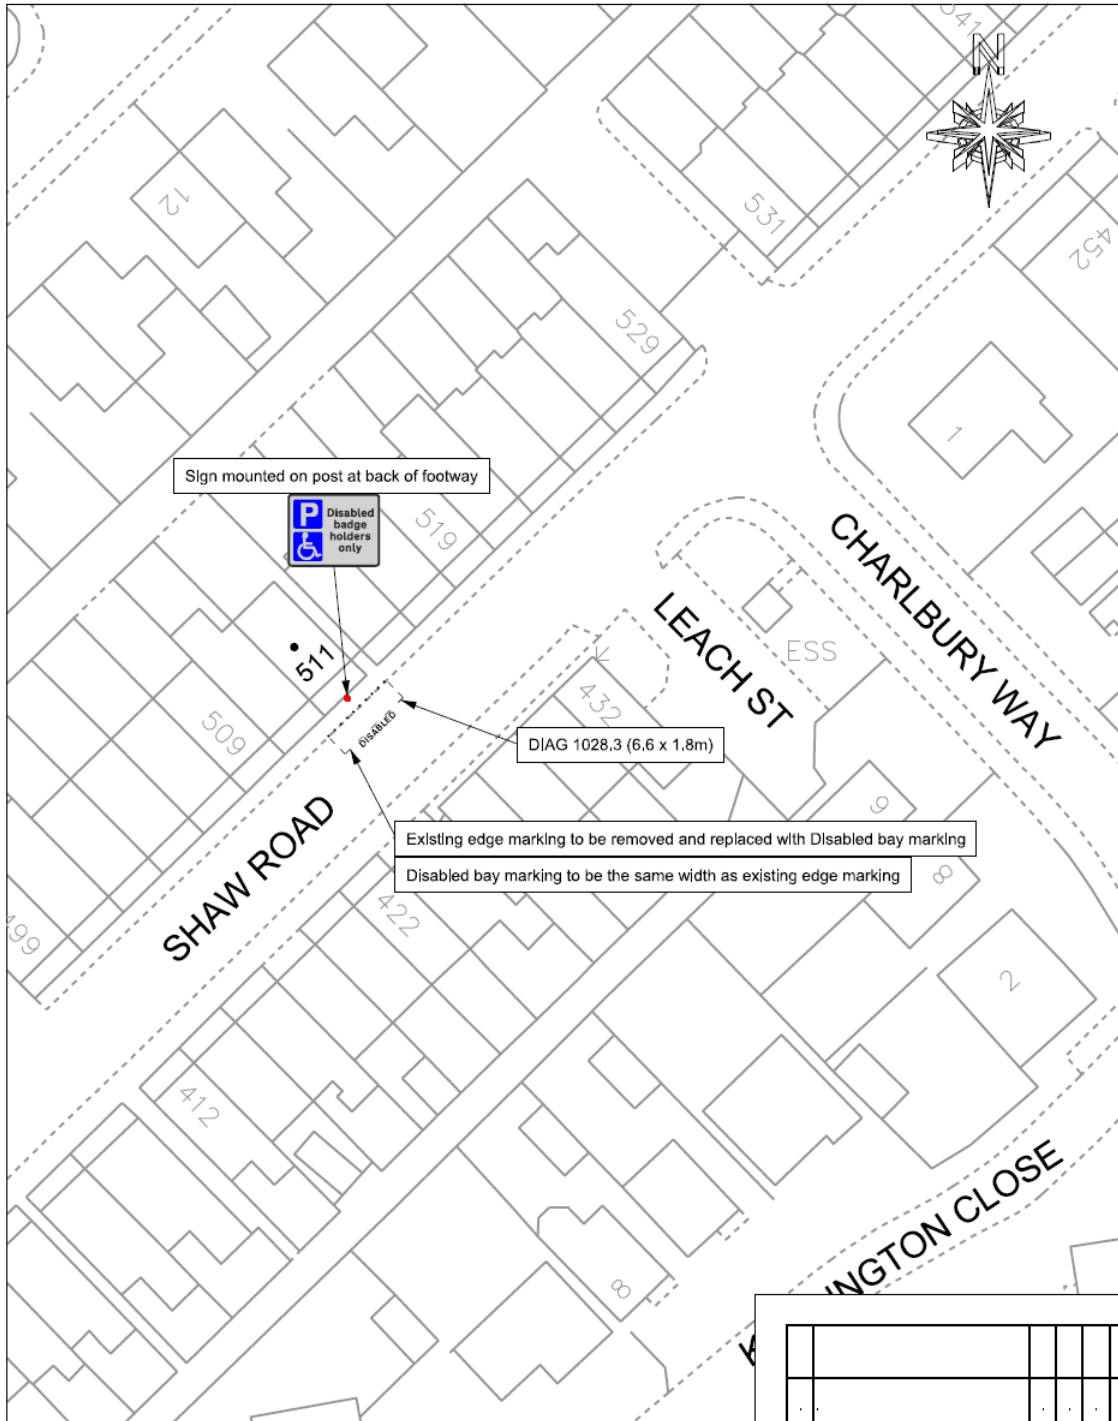 541
N
12
531
452
529
1
Sign mounted on post at back of footway
P Disabled
badge
holders
only
519
CHARLBURY WAY
LEACH ST
ESS
511
432
509
DISABLED
DIAG 1028.3 (6.6 x 1.8m)
SHAW ROAD
9
Existing edge marking to be removed and replaced with Disabled bay marking
Disabled bay marking to be the same width as existing edge marking
8
422
499
2
412
INGTON CLOSE
8
K